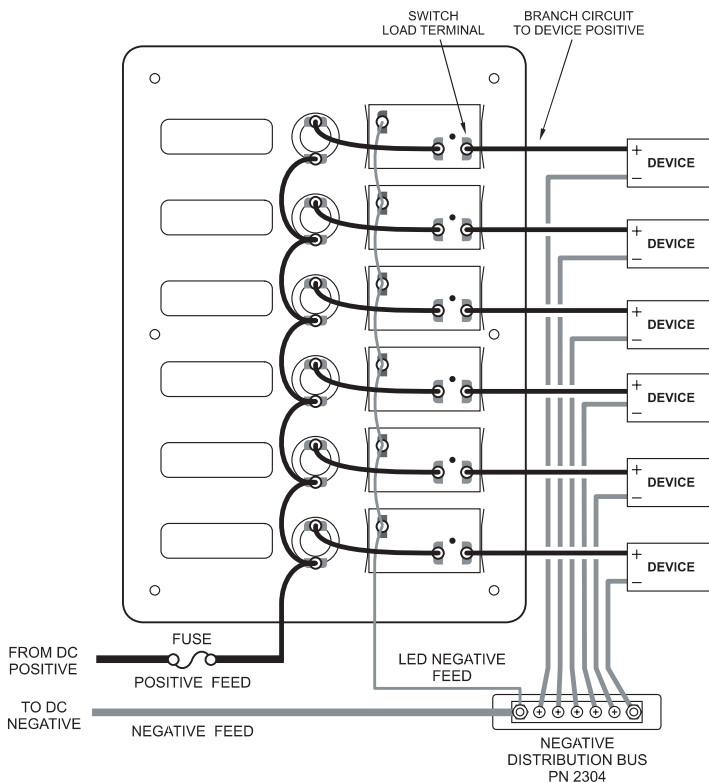 SWITCH
LOAD TERMINAL
BRANCH CIRCUIT
TO DEVICE POSITIVE
+
DEVICE
–
+
DEVICE
–
+
DEVICE
–
+
DEVICE
–
+
DEVICE
–
+
DEVICE
–
FROM DC
POSITIVE
FUSE
POSITIVE FEED
LED NEGATIVE
FEED
TO DC
NEGATIVE
NEGATIVE FEED
NEGATIVE
DISTRIBUTION BUS
PN 2304